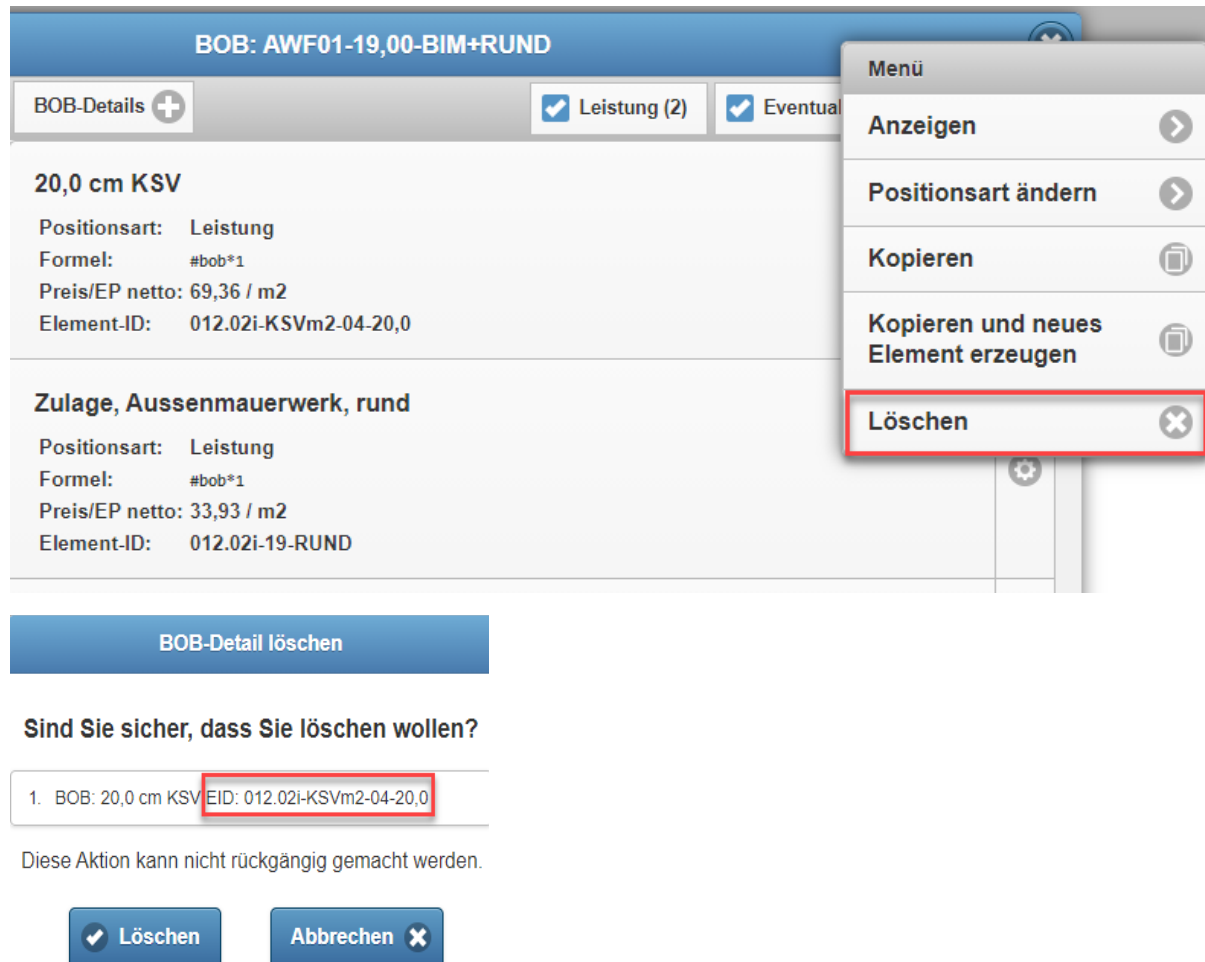 BOB: AWF01-19,00-BIM+RUND
BOB-Details
Leistung (2)
Eventual
20,0 cm KSV
Positionsart: Leistung
Formel: #bob*1
Preis/EP netto: 69,36 / m2
Element-ID: 012.02i-KSVm2-04-20,0
Zulage, Aussenmauerwerk, rund
Positionsart: Leistung
Formel: #bob*1
Preis/EP netto: 33,93 / m2
Element-ID: 012.02i-19-RUND
Menü
Anzeigen
Positionsart ändern
Kopieren
Kopieren und neues
Element erzeugen
Löschen
BOB-Detail löschen
Sind Sie sicher, dass Sie löschen wollen?
1. BOB: 20,0 cm KSV EID: 012.02i-KSVm2-04-20,0
Diese Aktion kann nicht rückgängig gemacht werden.
Löschen
Abbrechen